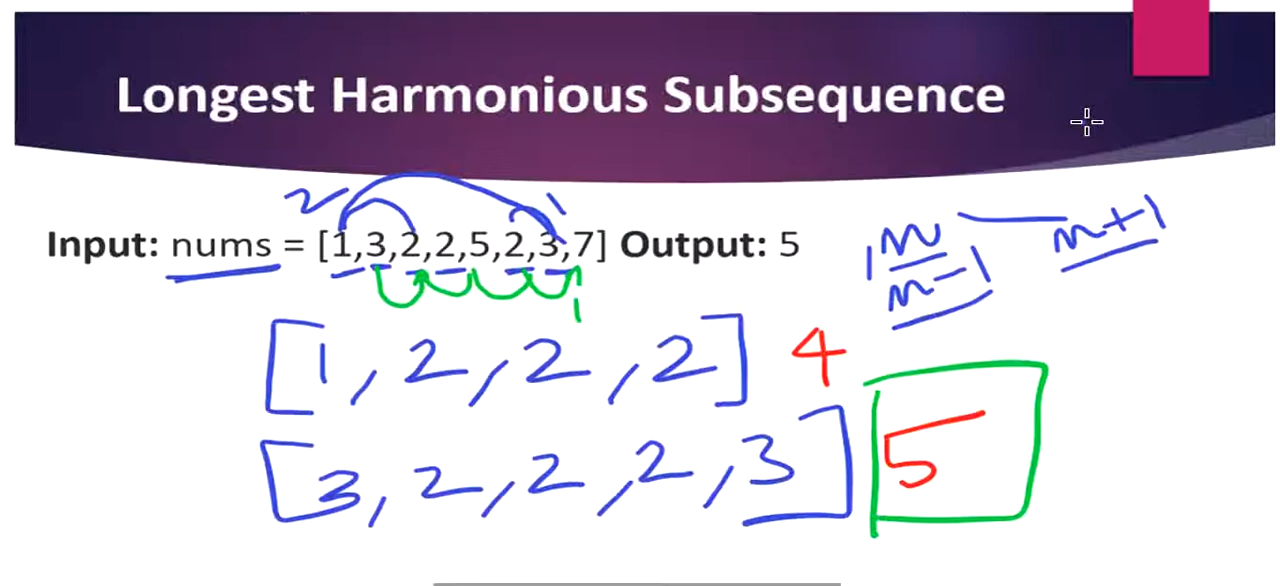 Longest Harmonious Subsequence
2 1
Input: nums = [1,3,2,2,5,2,3,7] Output: 5
m m+1
m-1
1
[1, 2, 2, 2] 4
[3, 2, 2, 2, 3] 5